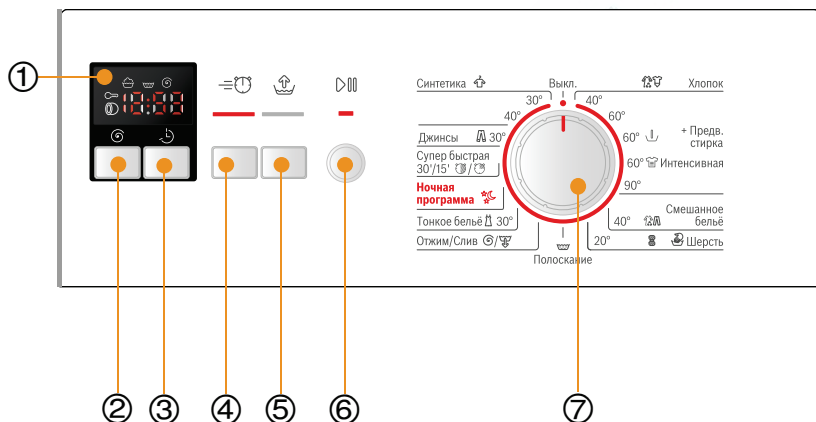 ①
18:88
Выкл.
Синтетика
30°
40°
Хлопок
40°
60°
Джинсы 30°
60°
+ Предв.
стирка
Супер быстрая
30'/15' /
60° Интенсивная
Ночная
программа
90°
Тонкое бельё 30°
40°
Смешанное
бельё
Отжим/Слив /
20°
Шерсть
Полоскание
② ③ ④ ⑤ ⑥ ⑦